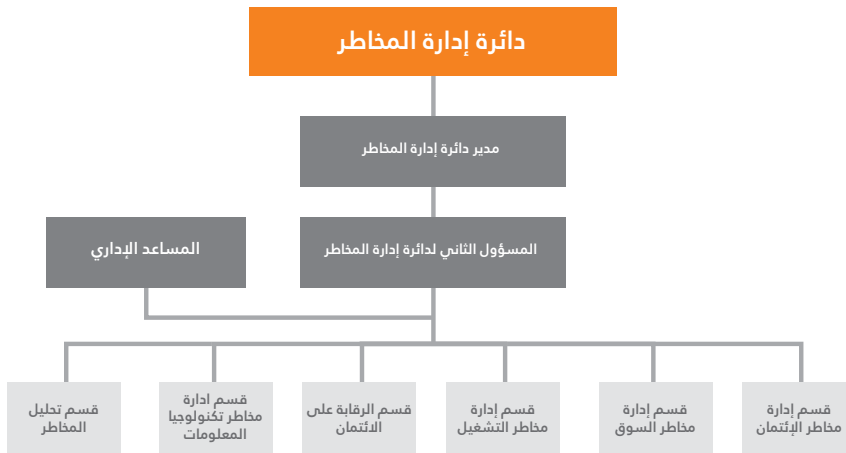 دائرة إدارة المخاطر
مدير دائرة إدارة المخاطر
المسؤول الثاني لدائرة إدارة المخاطر
المساعد الإداري
قسم إدارة
مخاطر الإئتمان
قسم إدارة
مخاطر السوق
قسم إدارة
مخاطر التشغيل
قسم الرقابة على
الائتمان
قسم ادارة
مخاطر تكنولوجيا
المعلومات
قسم تحليل
المخاطر